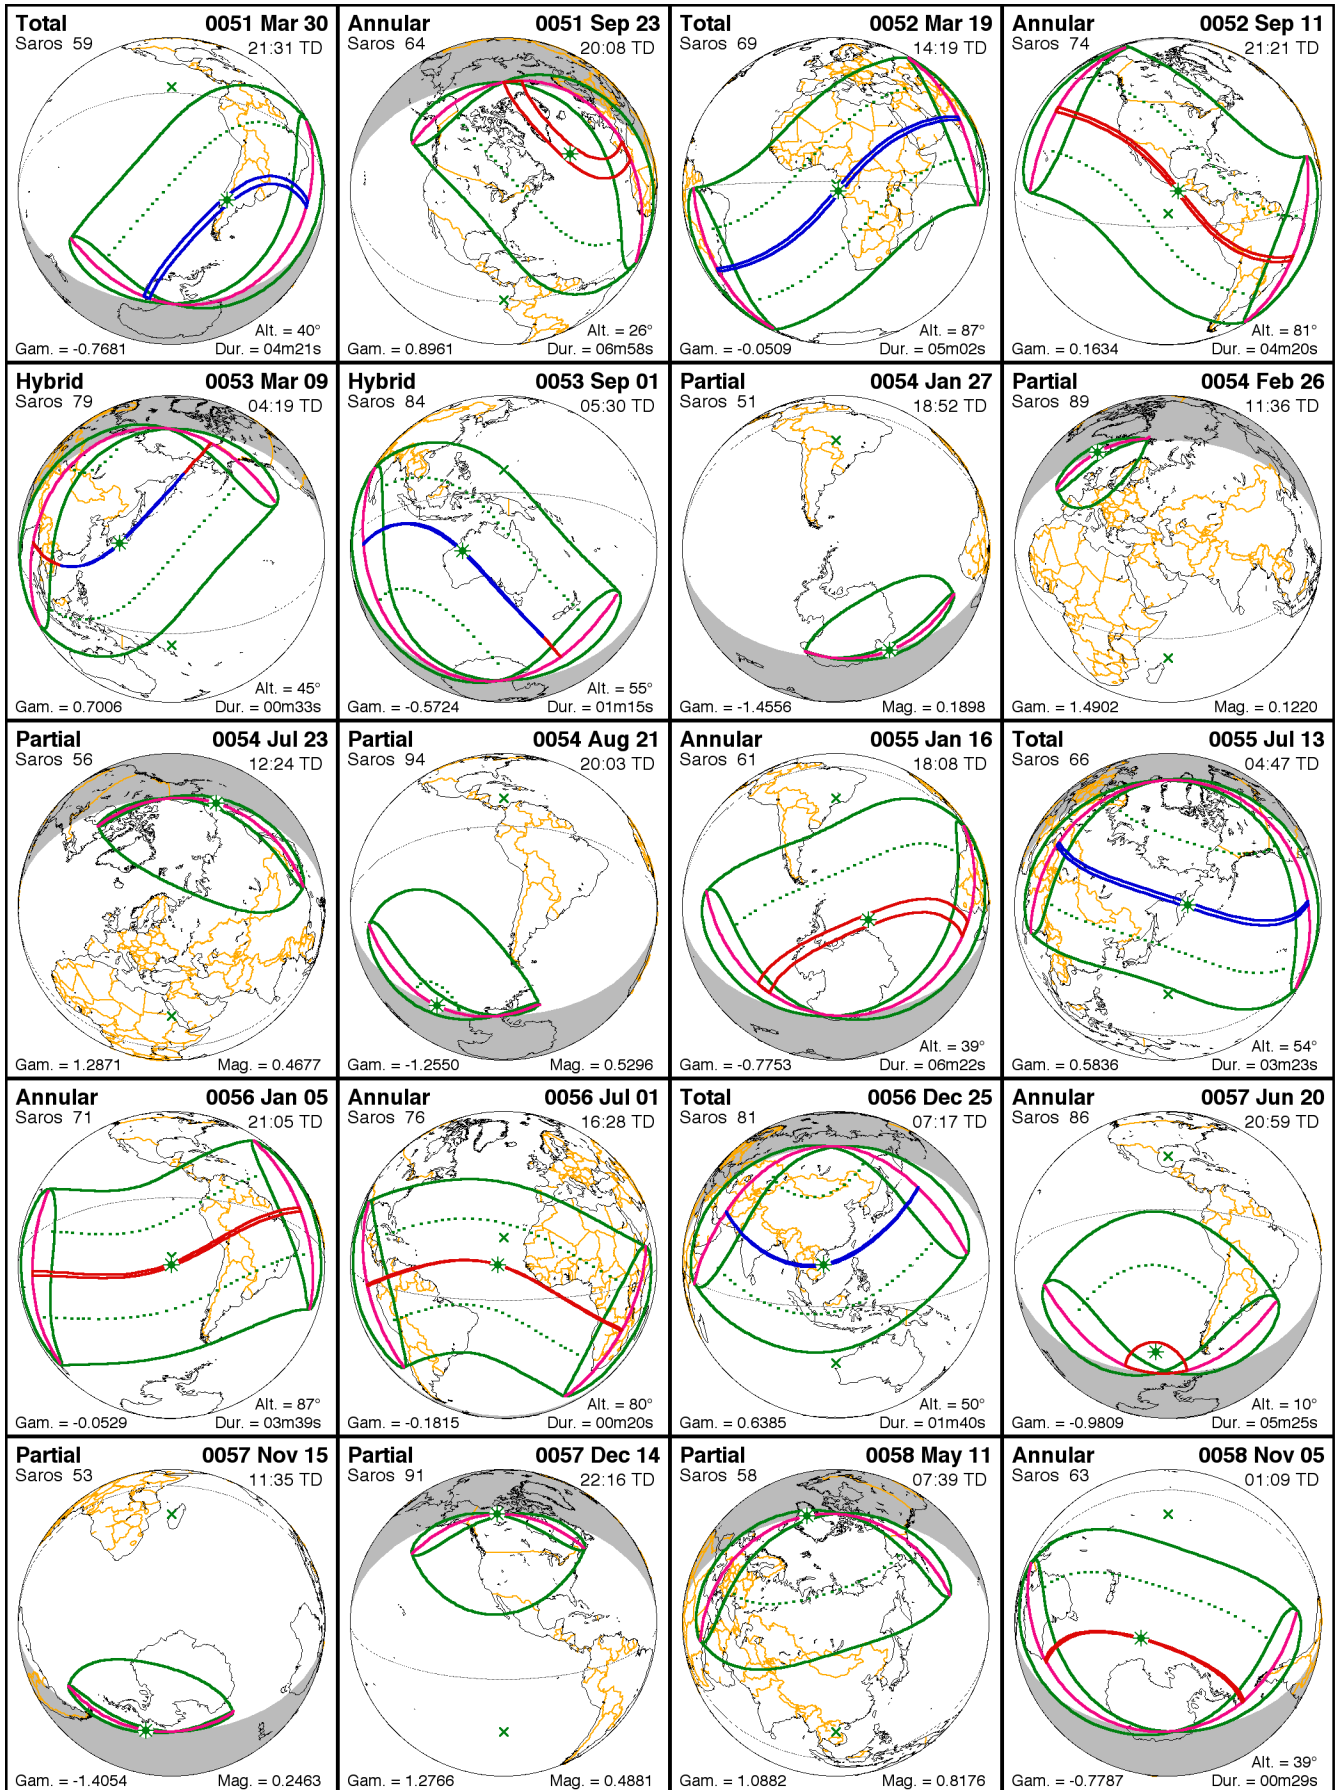 Total 0051 Mar 30
Saros 59 21:31 TD
Alt. = 40°
Gam. = -0.7681 Dur. = 04m21s
Annular 0051 Sep 23
Saros 64 20:08 TD
Alt. = 26°
Gam. = 0.8961 Dur. = 06m58s
Total 0052 Mar 19
Saros 69 14:19 TD
Alt. = 87°
Gam. = -0.0509 Dur. = 05m02s
Annular 0052 Sep 11
Saros 74 21:21 TD
Alt. = 81°
Gam. = 0.1634 Dur. = 04m20s
Hybrid 0053 Mar 09
Saros 79 04:19 TD
Alt. = 45°
Gam. = 0.7006 Dur. = 00m33s
Hybrid 0053 Sep 01
Saros 84 05:30 TD
Alt. = 55°
Gam. = -0.5724 Dur. = 01m15s
Partial 0054 Jan 27
Saros 51 18:52 TD
Gam. = -1.4556 Mag. = 0.1898
Partial 0054 Feb 26
Saros 89 11:36 TD
Gam. = 1.4902 Mag. = 0.1220
Partial 0054 Jul 23
Saros 56 12:24 TD
Gam. = 1.2871 Mag. = 0.4677
Partial 0054 Aug 21
Saros 94 20:03 TD
Gam. = -1.2550 Mag. = 0.5296
Annular 0055 Jan 16
Saros 61 18:08 TD
Alt. = 39°
Gam. = -0.7753 Dur. = 06m22s
Total 0055 Jul 13
Saros 66 04:47 TD
Alt. = 54°
Gam. = 0.5836 Dur. = 03m23s
Annular 0056 Jan 05
Saros 71 21:05 TD
Alt. = 87°
Gam. = -0.0529 Dur. = 03m39s
Annular 0056 Jul 01
Saros 76 16:28 TD
Alt. = 80°
Gam. = -0.1815 Dur. = 00m20s
Total 0056 Dec 25
Saros 81 07:17 TD
Alt. = 50°
Gam. = 0.6385 Dur. = 01m40s
Annular 0057 Jun 20
Saros 86 20:59 TD
Alt. = 10°
Gam. = -0.9809 Dur. = 05m25s
Partial 0057 Nov 15
Saros 53 11:35 TD
Gam. = -1.4054 Mag. = 0.2463
Partial 0057 Dec 14
Saros 91 22:16 TD
Gam. = 1.2766 Mag. = 0.4881
Partial 0058 May 11
Saros 58 07:39 TD
Gam. = 1.0882 Mag. = 0.8176
Annular 0058 Nov 05
Saros 63 01:09 TD
Alt. = 39°
Gam. = -0.7787 Dur. = 00m29s